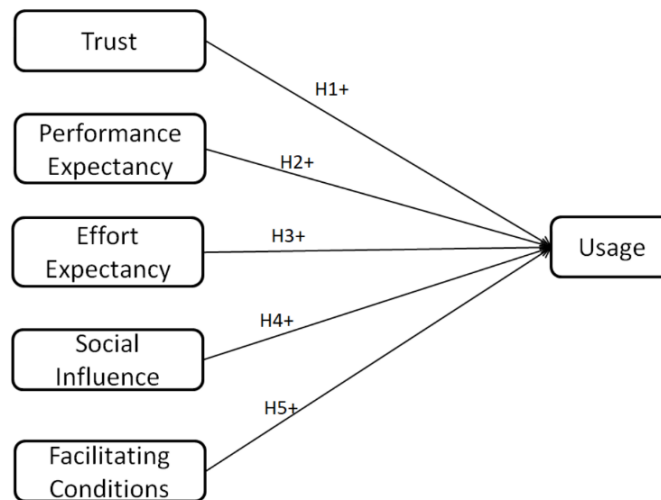 Trust
H1+
Performance
Expectancy
H2+
Effort
Expectancy
H3+
Usage
Social
Influence
H4+
Facilitating
Conditions
H5+